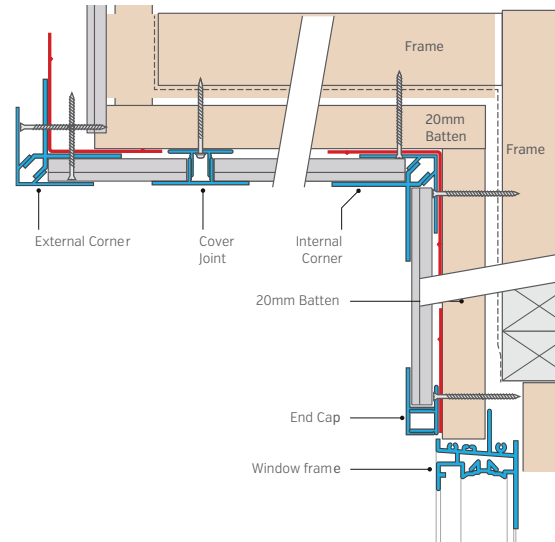 Frame
20mm
Batten
Frame
External Corner
Cover
Joint
Internal
Corner
20mm Batten
End Cap
Window frame